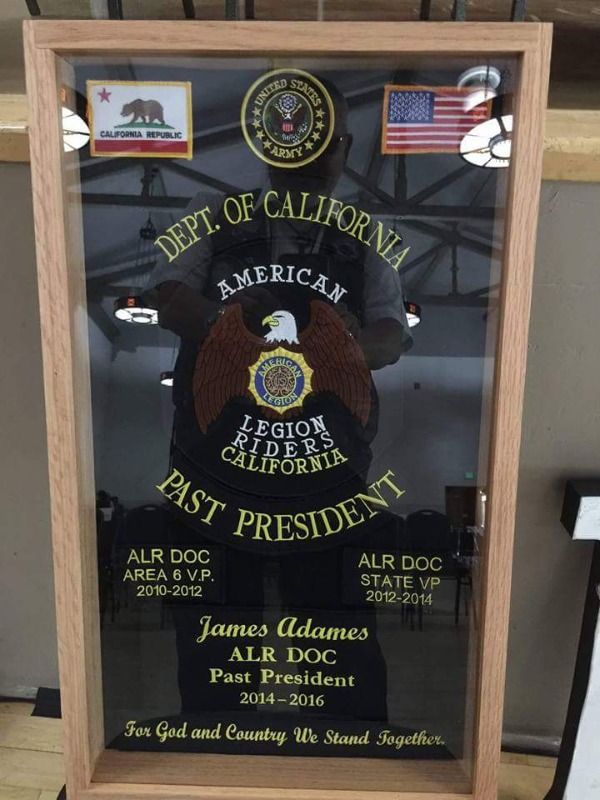 CALIFORNIA REPUBLIC
UNITED STATES
ARMY
DEPT. OF CALIFORNIA
AMERICAN
AMERICAN
LEGION
LEGION
RIDERS
CALIFORNIA
PAST PRESIDENT
ALR DOC
AREA 6 V.P.
2010-2012
ALR DOC
STATE VP
2012-2014
James Adames
ALR DOC
Past President
2014-2016
For God and Country We Stand Together.